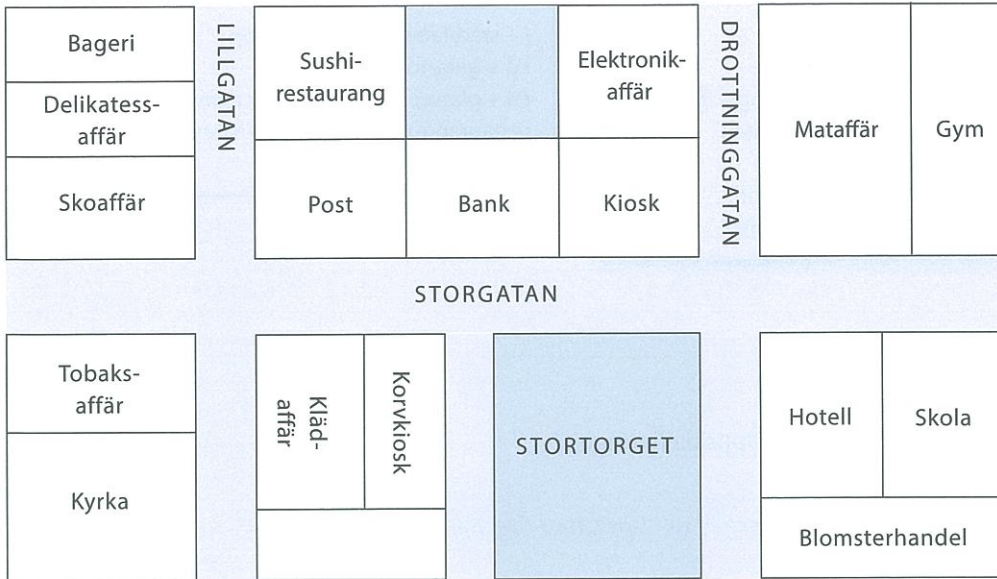 Bageri
Delikatess-
affär
Skoaffär
LILLGATAN
Sushi-
restaurang
Elektronik-
affär
Post
Bank
Kiosk
DROTTNINGGATAN
Mataffär
Gym
STORGATAN
Tobaks-
affär
Kyrka
Kläd-
affär
Korvkiosk
STORTORGET
Hotell
Skola
Blomsterhandel